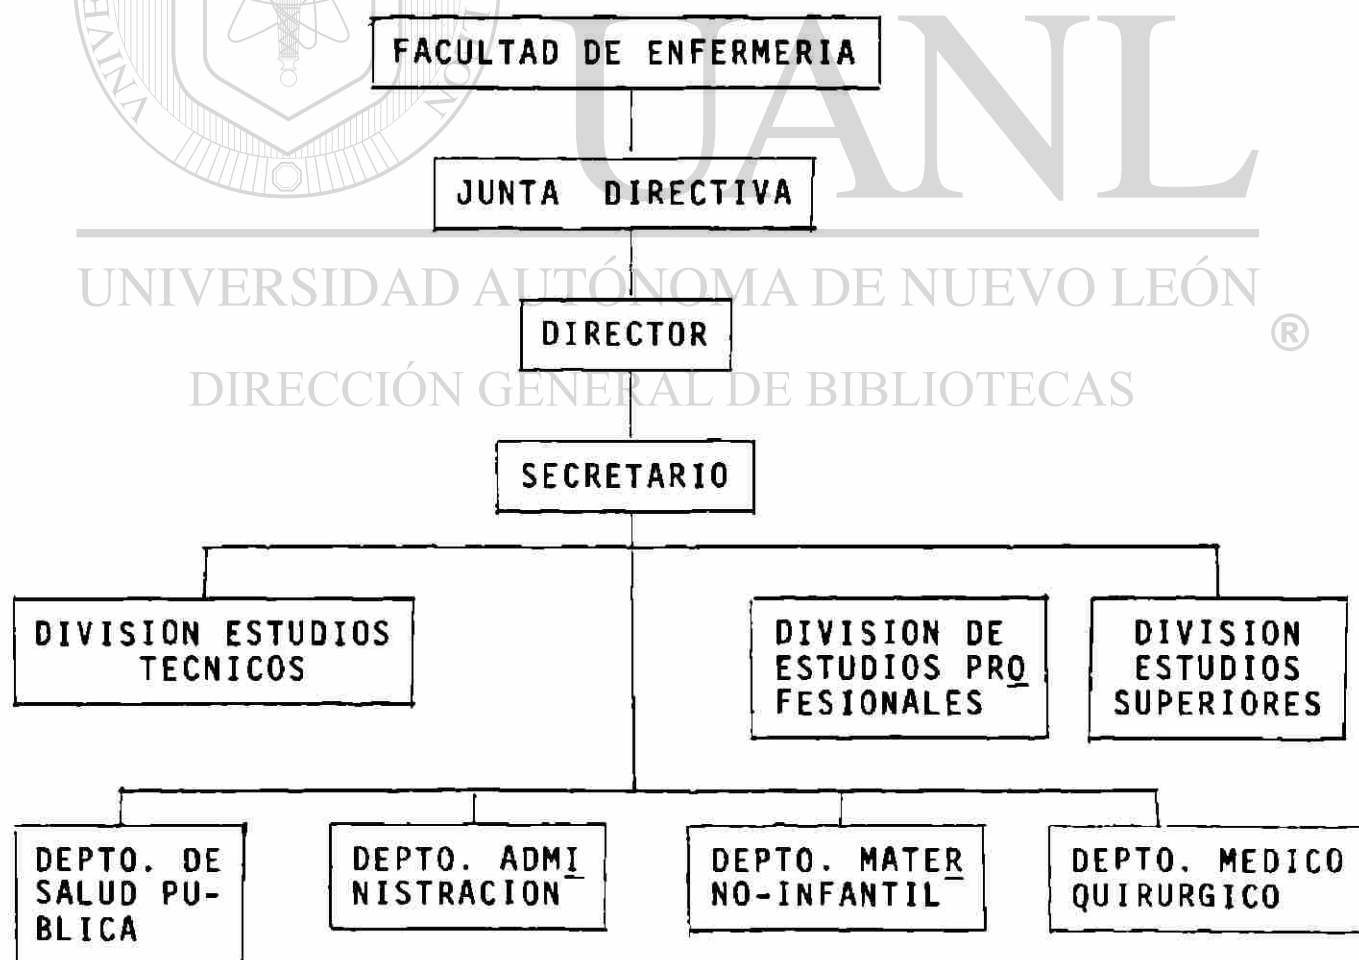 FACULTAD DE ENFERMERIA
JUNTA DIRECTIVA
DIRECTOR
SECRETARIO
DIVISION ESTUDIOS
TECNICOS
DIVISION DE
ESTUDIOS PRO
FESIONALES
DIVISION
ESTUDIOS
SUPERIORES
DEPTO. DE
SALUD PU-
BLICA
DEPTO. ADMI
NISTRACION
DEPTO. MATER
NO-INFANTIL
DEPTO. MEDICO
QUIRURGICO
UANL
UNIVERSIDAD AUTÓNOMA DE NUEVO LEÓN
®
DIRECCIÓN GENERAL DE BIBLIOTECAS